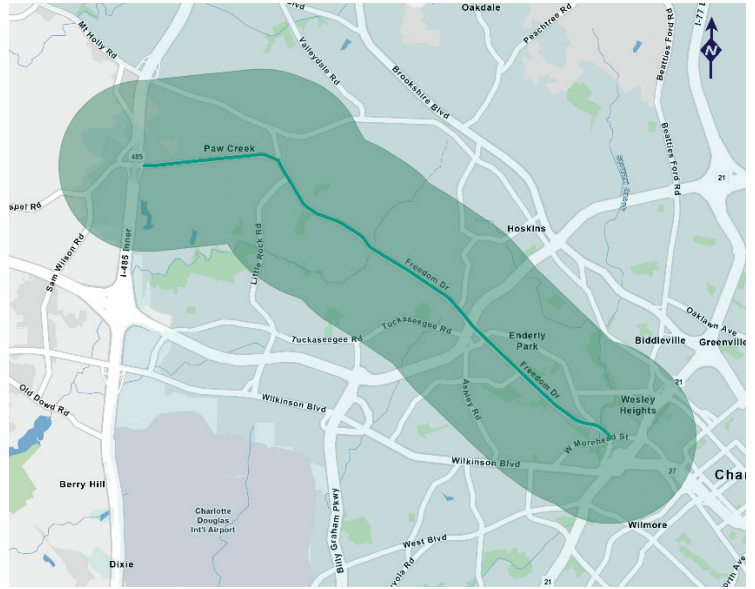 Oakdale
Peachtree Rd
I-77
Mt Holly Rd
Valleydale Rd
Brookshire Blvd
Beatties Ford Rd
N
Paw Creek
485
21
apel Rd
Sam Wilson Rd
I-485 Inner
Little Rock Rd
Hoskins
Beatties Ford Rd
Freedom Dr
Tuckaseegee Rd
Tuckaseegee Rd
Enderly
Park
Oaklawn Ave
Biddleville
Greenville
Old Dowd Rd
Wilkinson Blvd
Ashley Rd
Freedom Dr
21
Wesley
Heights
W Morehead St
Berry Hill
Wilkinson Blvd
27
Char
Charlotte
Douglas
Int'l Airport
Billy Graham Pkwy
Wilmore
West Blvd
Dixie
21